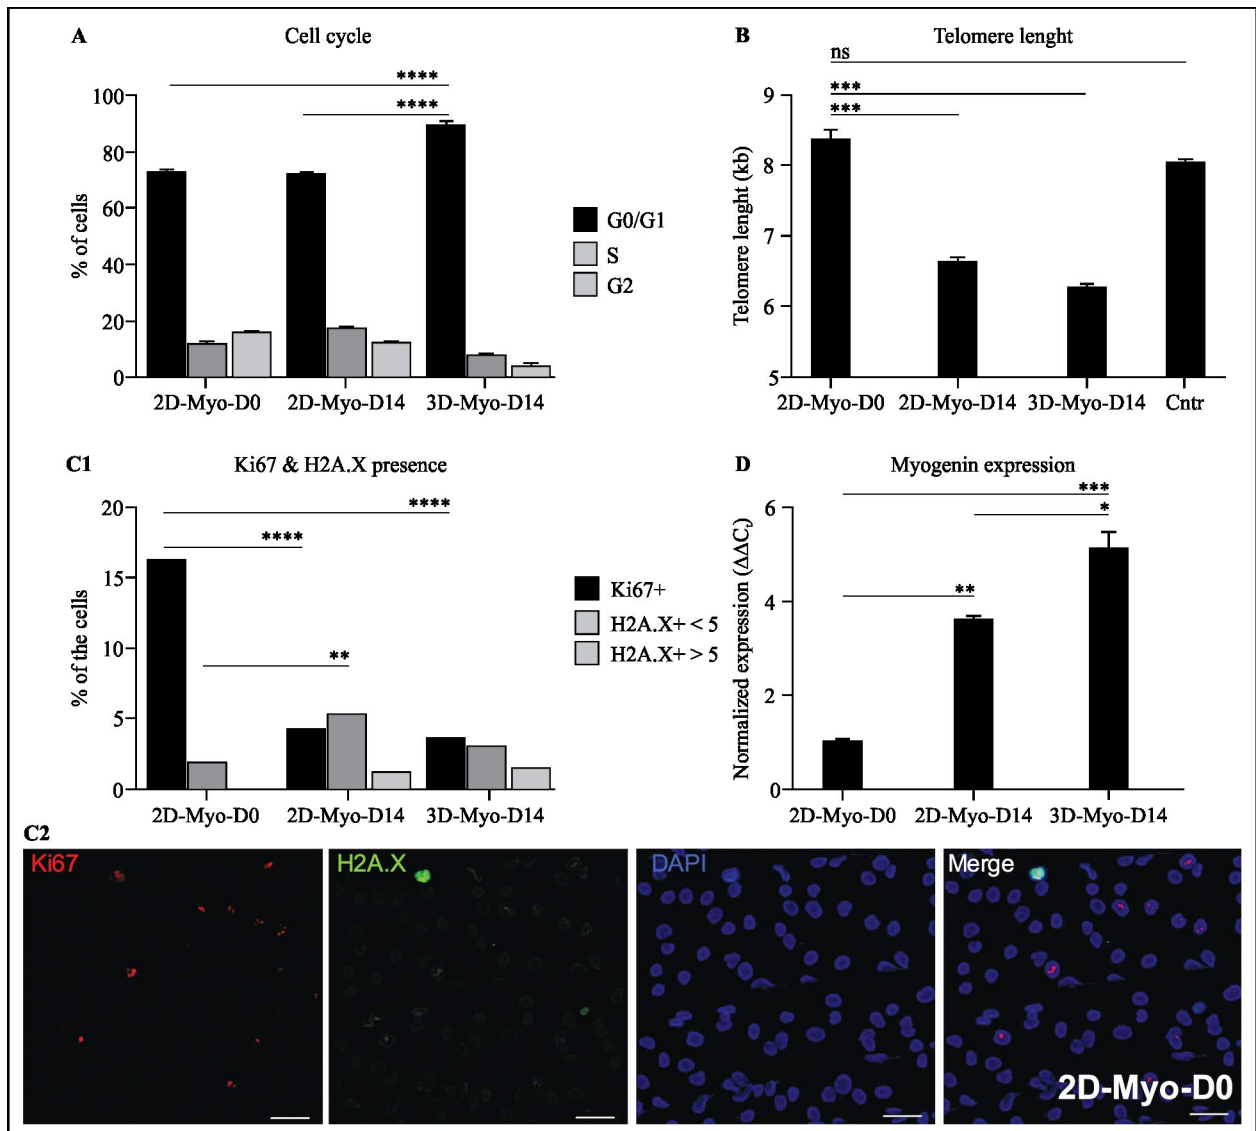 A Cell cycle
****
****
100
80
60
40
20
0
% of cells
2D-Myo-D0 2D-Myo-D14 3D-Myo-D14
G0/G1
S
G2
B Telomere lenght
ns
***
***
9
8
7
6
5
Telomere lenght (kb)
2D-Myo-D0 2D-Myo-D14 3D-Myo-D14 Cntr
C1 Ki67 & H2A.X presence
****
****
**
20
15
10
5
0
% of the cells
2D-Myo-D0 2D-Myo-D14 3D-Myo-D14
Ki67+
H2A.X+ < 5
H2A.X+ > 5
D Myogenin expression
***
*
**
6
4
2
0
Normalized expression (ΔΔCt)
2D-Myo-D0 2D-Myo-D14 3D-Myo-D14
C2
Ki67 H2A.X DAPI Merge
2D-Myo-D0